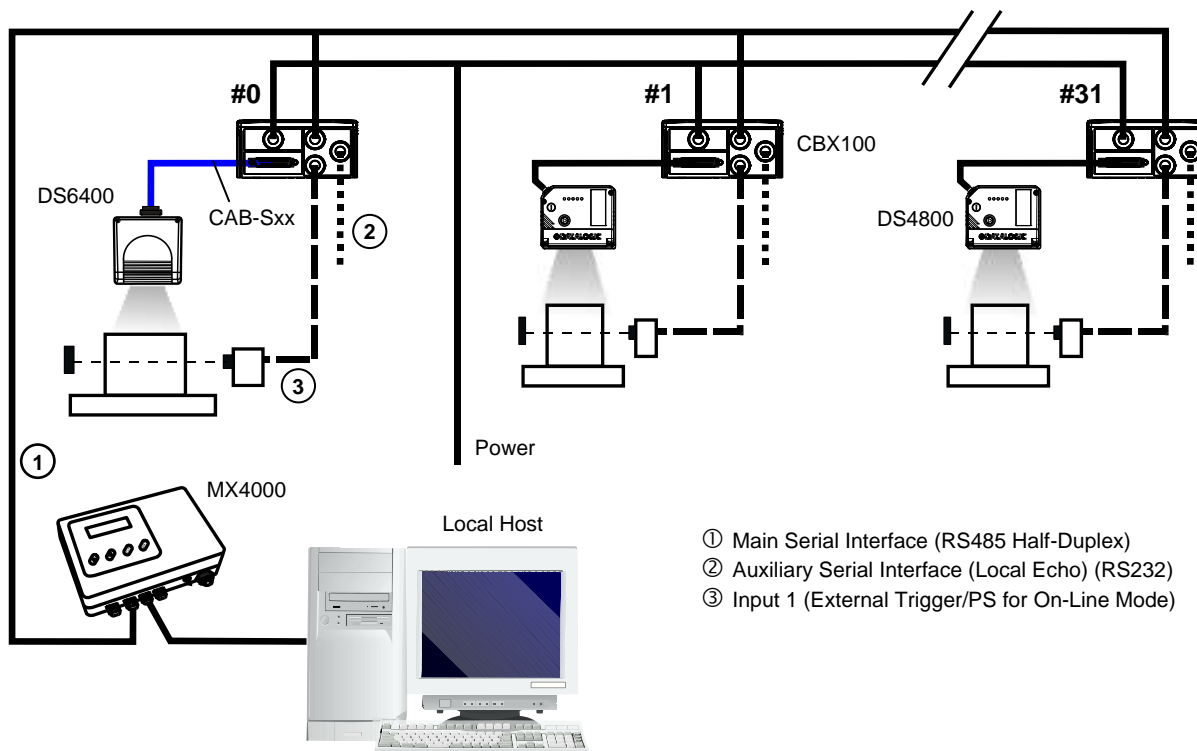 #0
#1
#31
CBX100
DS6400
CAB-Sxx
②
DS4800
DATALOGIC
DATALOGIC
③
Power
①
MX4000
Local Host
① Main Serial Interface (RS485 Half-Duplex)
② Auxiliary Serial Interface (Local Echo) (RS232)
③ Input 1 (External Trigger/PS for On-Line Mode)